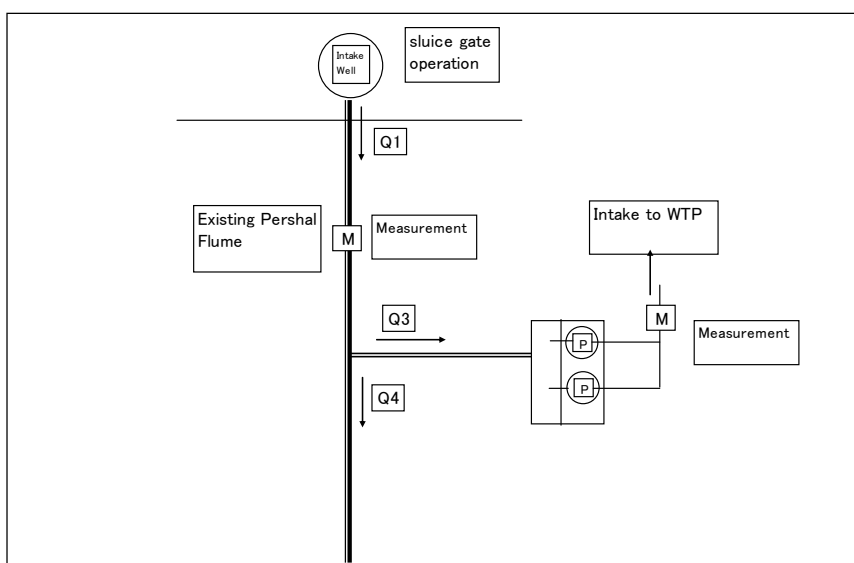 Intake
Well
sluice gate
operation
Q1
Existing Pershal
Flume
M
Measurement
Intake to WTP
Q3
M
Measurement
P
P
Q4